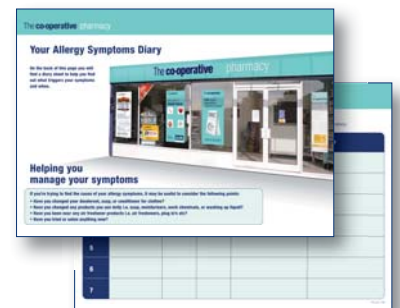 The co-operative pharmacy
Your Allergy Symptoms Diary
On the back of this page you will
find a diary sheet to help you find
out what triggers your symptoms
and when.
The co-operative pharmacy
Helping you
manage your symptoms
If you're trying to find the cause of your allergy symptoms, it may be useful to consider the following points:
• Have you changed your deodorant, soap, or conditioner for clothes?
• Have you changed any products you use daily i.e. soap, moisturisers, work chemicals, or washing up liquid?
• Have you been near any air freshener products i.e. air fresheners, plug in's etc?
• Have you tried or eaten anything new?
5
6
7